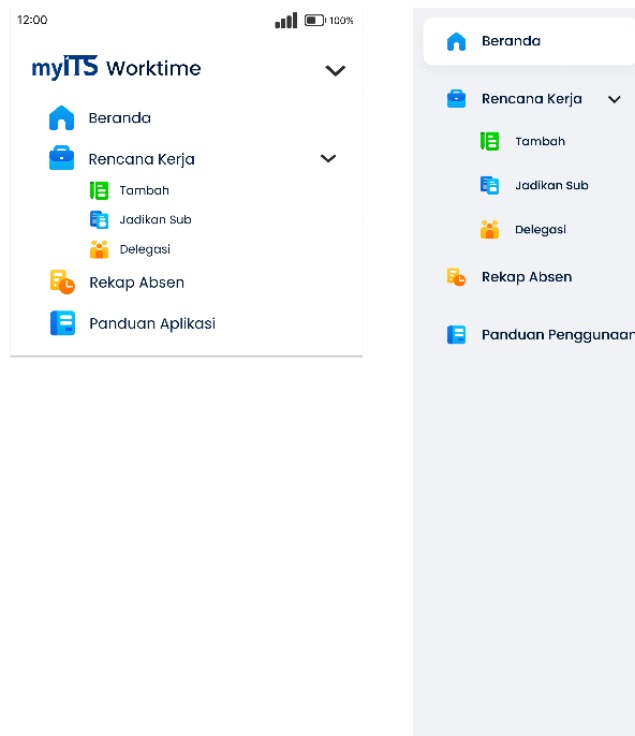 12:00 100%
myITS Worktime
Beranda
Rencana Kerja
Tambah
Jadikan Sub
Delegasi
Rekap Absen
Panduan Aplikasi
Beranda
Rencana Kerja
Tambah
Jadikan Sub
Delegasi
Rekap Absen
Panduan Penggunaan